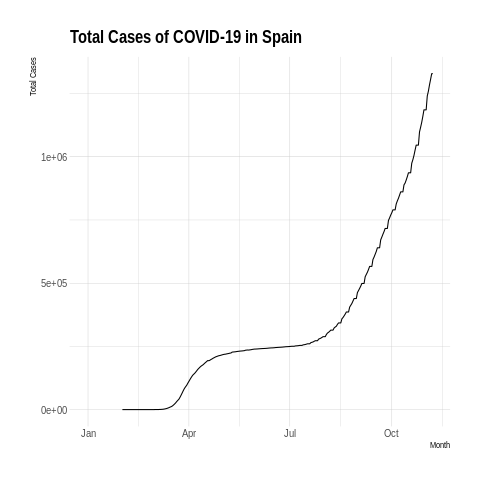 Total Cases of COVID-19 in Spain
Total Cases
1e+06
5e+05
0e+00
Jan Apr Jul Oct
Month